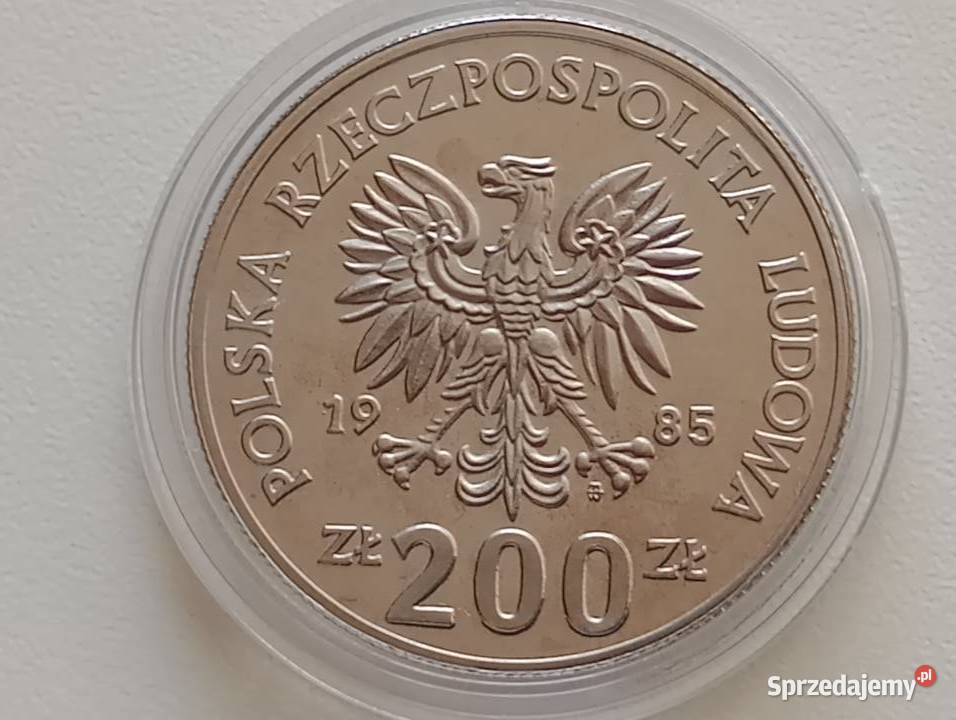 POLSKA RZECZPOSPOLITA LUDOWA
19 85
ZŁ 200 ZŁ
Sprzedajemy.pl